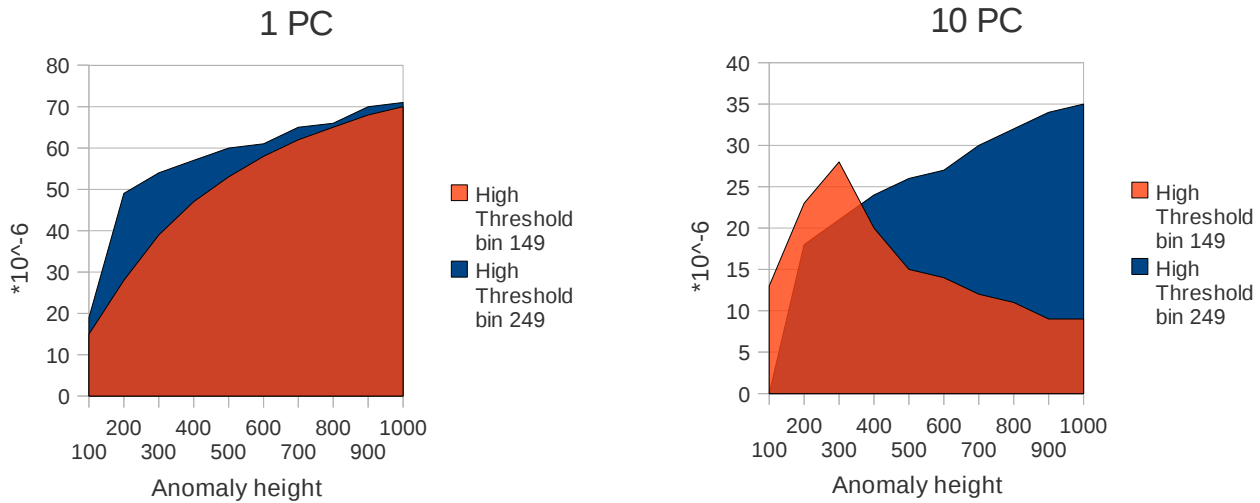 1 PC
80
70
60
50
40
30
20
10
0
*10^-6
200 400 600 800 1000
100 300 500 700 900
Anomaly height
High
Threshold
bin 149
High
Threshold
bin 249
10 PC
40
35
30
25
20
15
10
5
0
*10^-6
200 400 600 800 1000
100 300 500 700 900
Anomaly height
High
Threshold
bin 149
High
Threshold
bin 249